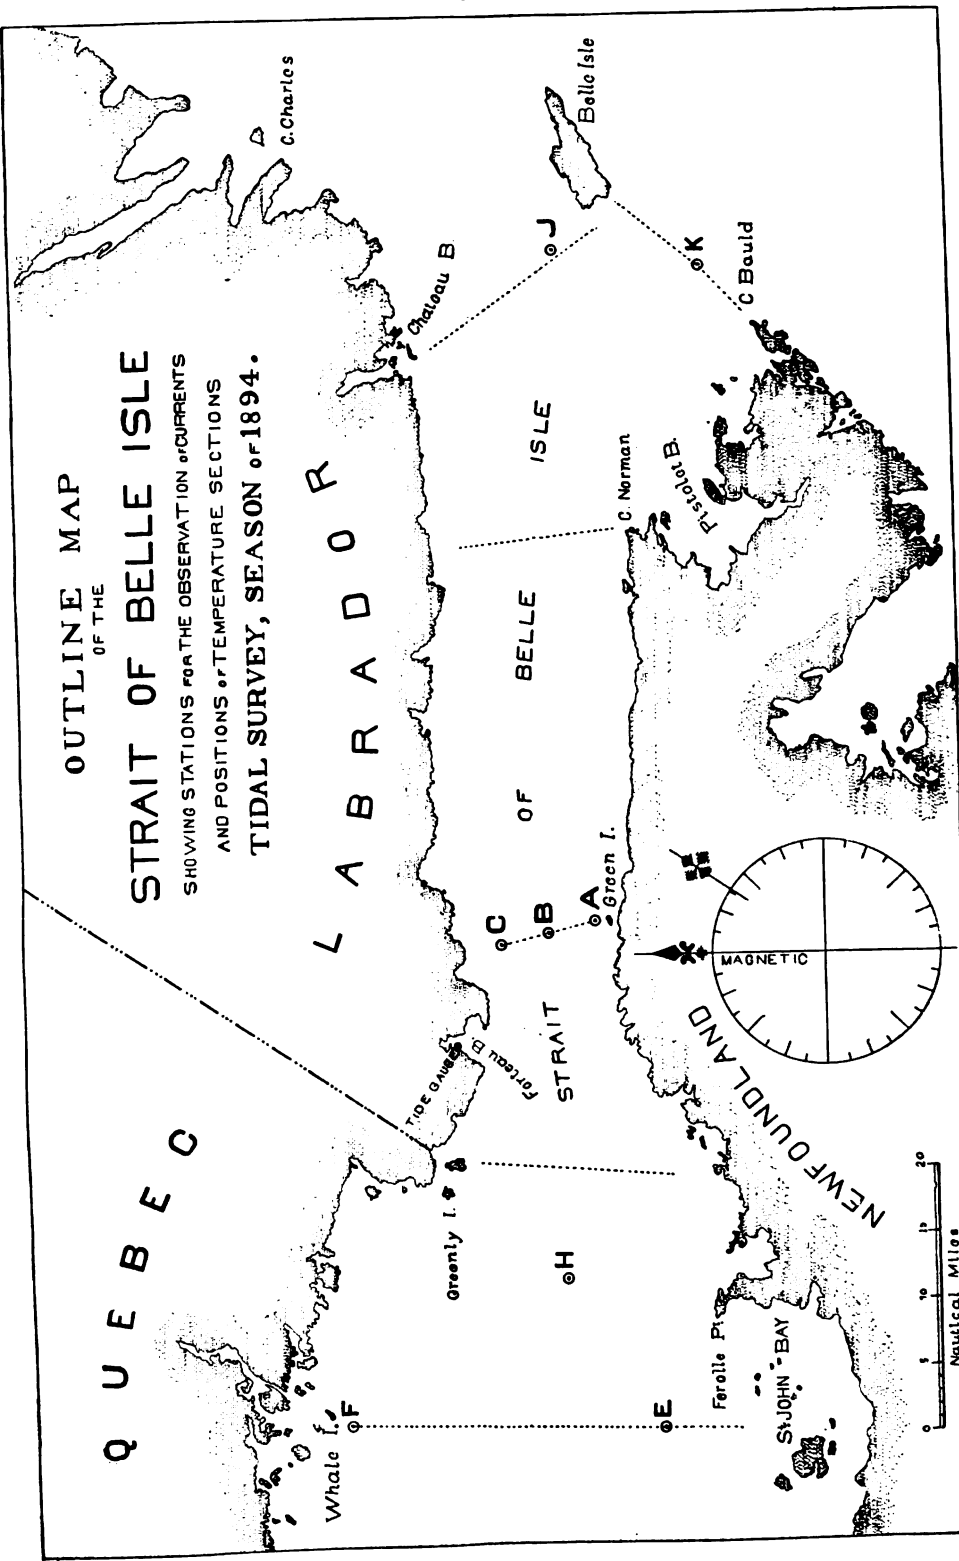 OUTLINE MAP
OF THE
STRAIT OF BELLE ISLE
SHOWING STATIONS FOR THE OBSERVATION OF CURRENTS
AND POSITIONS OF TEMPERATURE SECTIONS
TIDAL SURVEY, SEASON OF 1894.
QUEBEC
LABRADOR
C. Charles
Belle Isle
Chateau B
J
K
C Bauld
C. Norman
Pistolet B.
STRAIT OF BELLE ISLE
C
B
A
Green I.
TIDE GAUGE
Forteau B.
Greenly I.
H
Whale I.
F
E
Ferolle Pt
ST JOHN BAY
NEWFOUNDLAND
MAGNETIC
0 5 10 15 20
Nautical Miles